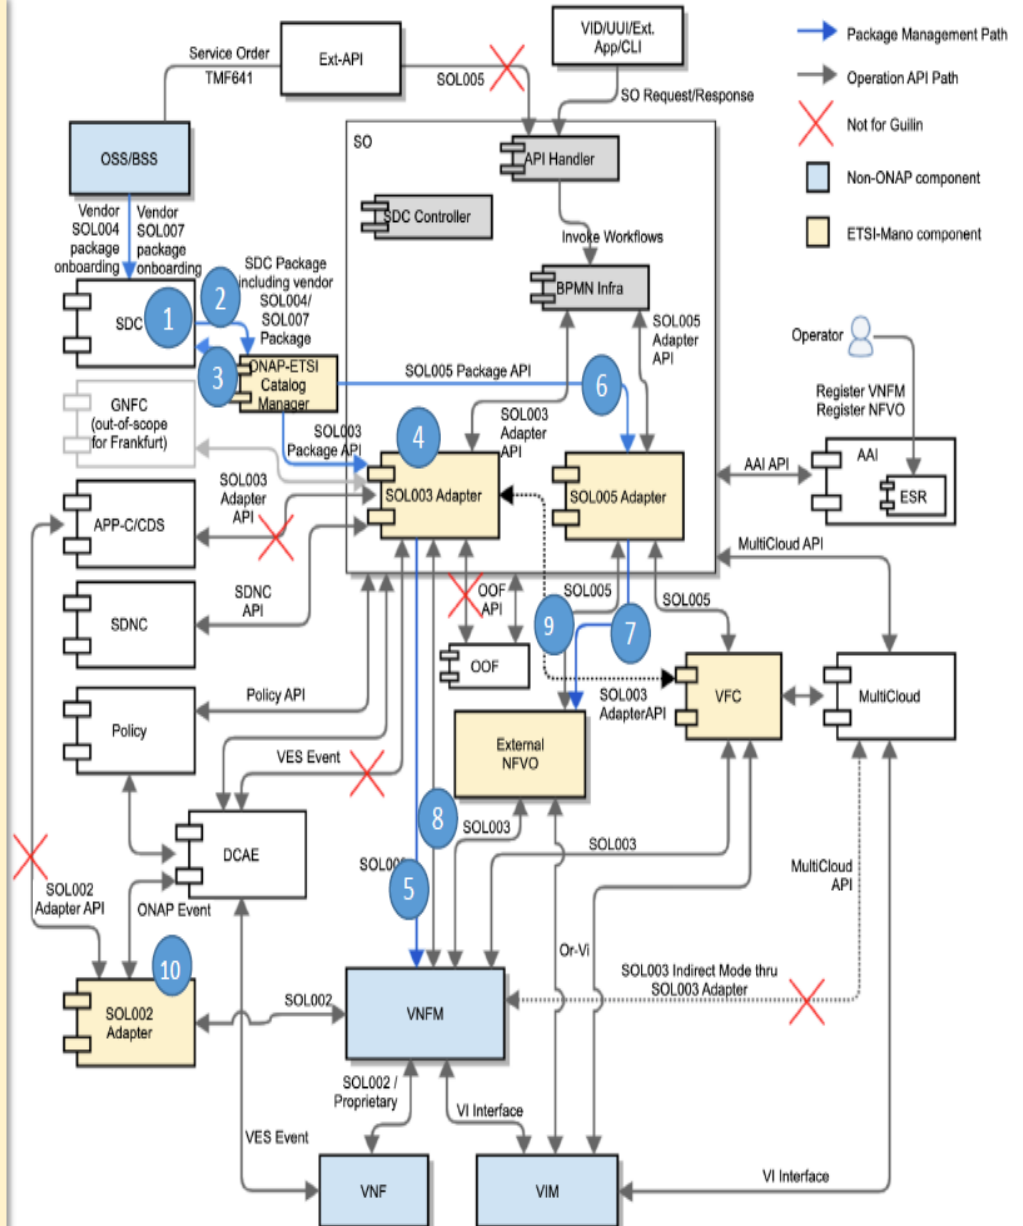 VID/UUI/Ext.
App/CLI
Package Management Path
Service Order
Ext-API
TMF641
SOL005
SO Request/Response
Operation API Path
Not for Guilin
SO
OSS/BSS
API Handler
Non-ONAP component
Vendor
SOL004
package
onboarding
Vendor
SOL007
package
onboarding
SDC Controller
Invoke Workflows
ETSI-Mano component
SDC Package
including vendor
SOL004/
SOL007
Package
BPMN Infra
SDC
1
2
SOL005
Adapter
API
Operator
3
ONAP-ETSI
Catalog
Manager
SOL005 Package API
6
Register VNFM
Register NFVO
GNFC
(out-of-scope
for Frankfurt)
SOL003
Package API
4
SOL003
Adapter
API
AAI
AAI API
ESR
SOL003
Adapter
API
SOL003 Adapter
SOL005 Adapter
APP-C/CDS
MultiCloud API
SDNC
API
SDNC
OOF
API
SOL005
SOL005
9
7
OOF
Policy API
SOL003
AdapterAPI
VFC
MultiCloud
Policy
External
NFVO
VES Event
8
SOL003
SOL003
DCAE
5
MultiCloud
API
SOL002
Adapter API
ONAP Event
Or-Vi
10
SOL003 Indirect Mode thru
SOL003 Adapter
SOL002
Adapter
SOL002
VNFM
SOL002 /
Proprietary
VI Interface
VES Event
VNF
VIM
VI Interface